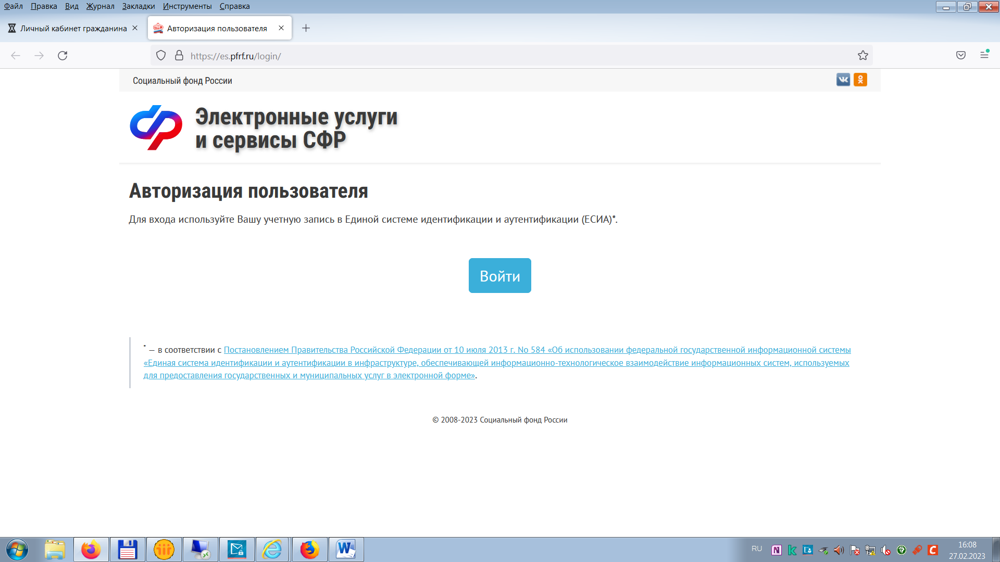 Файл Правка Вид Журнал Закладки Инструменты Справка
Личный кабинет гражданина
Авторизация пользователя
https://es.pfrf.ru/login/
Социальный фонд России
Электронные услуги
и сервисы СФР
Авторизация пользователя
Для входа используйте Вашу учетную запись в Единой системе идентификации и аутентификации (ЕСИА)*.
Войти
* — в соответствии с Постановлением Правительства Российской Федерации от 10 июля 2013 г. No 584 «Об использовании федеральной государственной информационной системы
«Единая система идентификации и аутентификации в инфраструктуре, обеспечивающей информационно-технологическое взаимодействие информационных систем, используемых
для предоставления государственных и муниципальных услуг в электронной форме».
© 2008-2023 Социальный фонд России
RU
16:08
27.02.2023